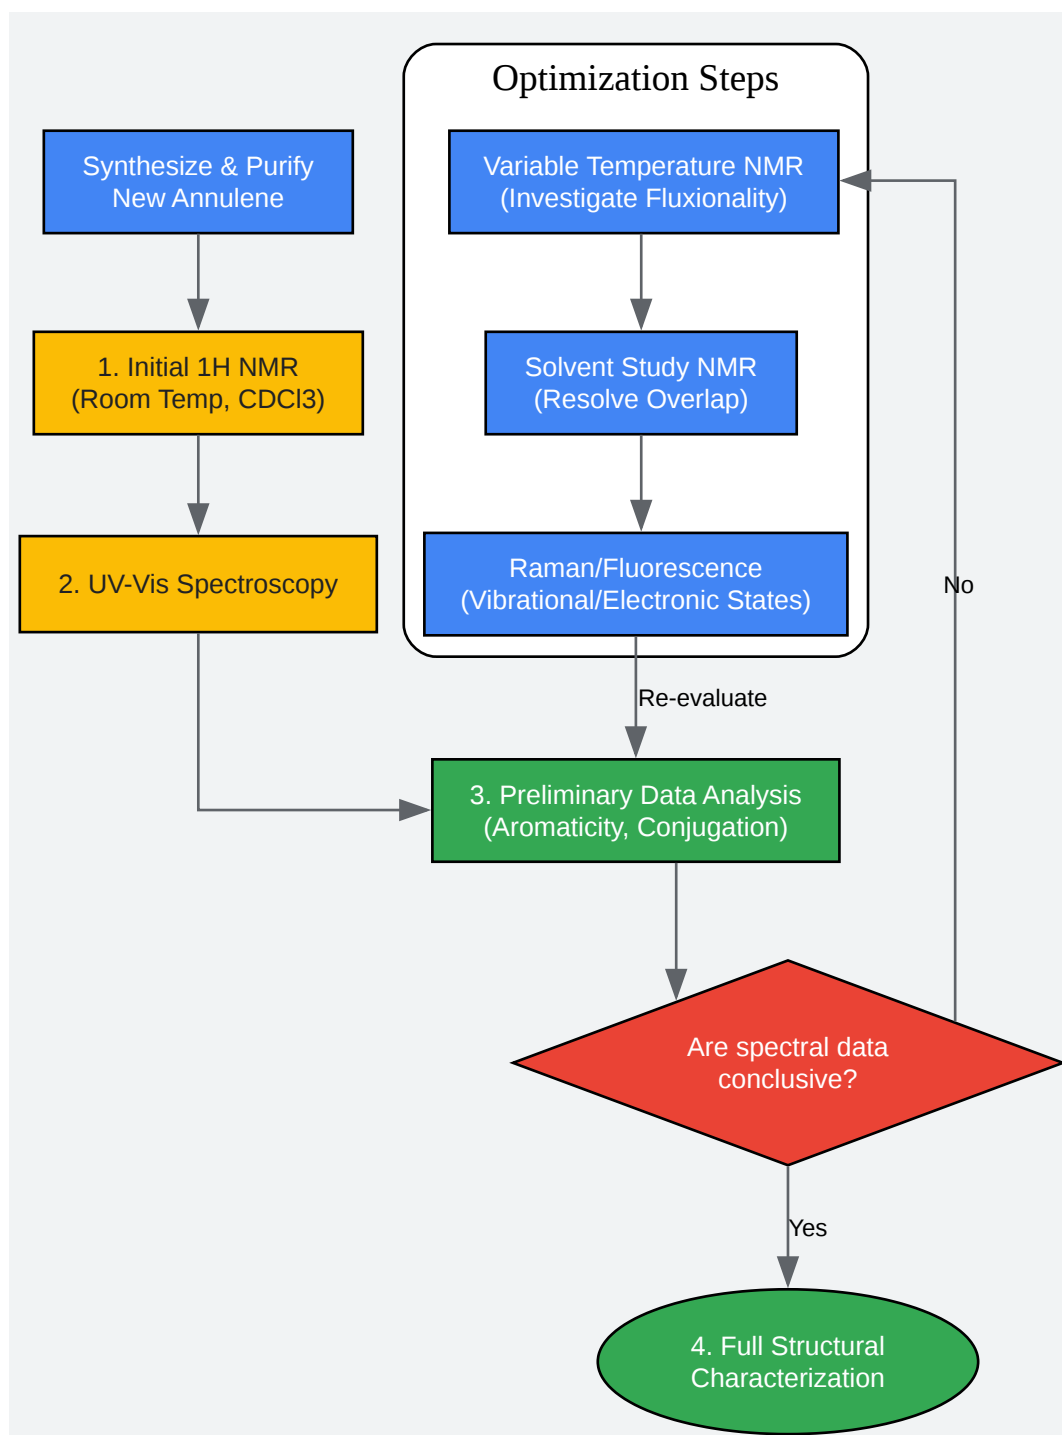 Optimization Steps
Synthesize & Purify
New Annulene
Variable Temperature NMR
(Investigate Fluxionality)
1. Initial 1H NMR
(Room Temp, CDCl3)
Solvent Study NMR
(Resolve Overlap)
2. UV-Vis Spectroscopy
Raman/Fluorescence
(Vibrational/Electronic States)
No
Re-evaluate
3. Preliminary Data Analysis
(Aromaticity, Conjugation)
Are spectral data
conclusive?
Yes
4. Full Structural
Characterization